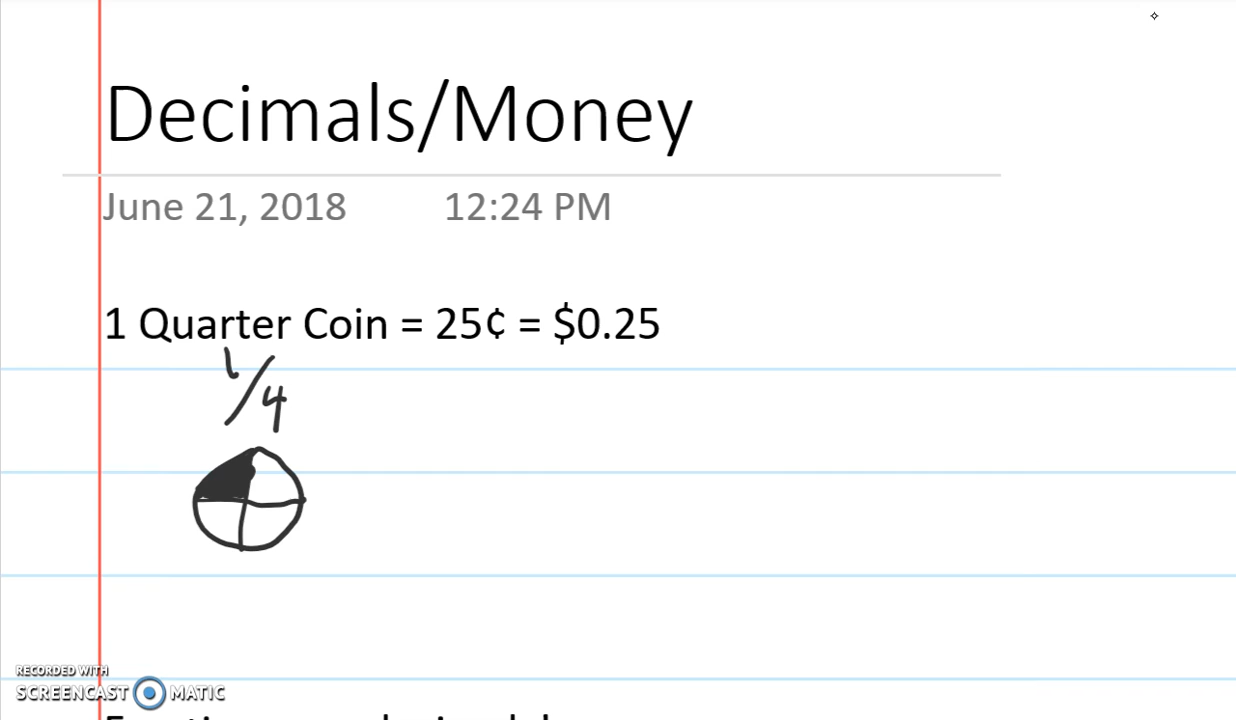 Decimals/Money
June 21, 2018 12:24 PM
1 Quarter Coin = 25¢ = $0.25
1/4
RECORDED WITH
SCREENCAST MATIC